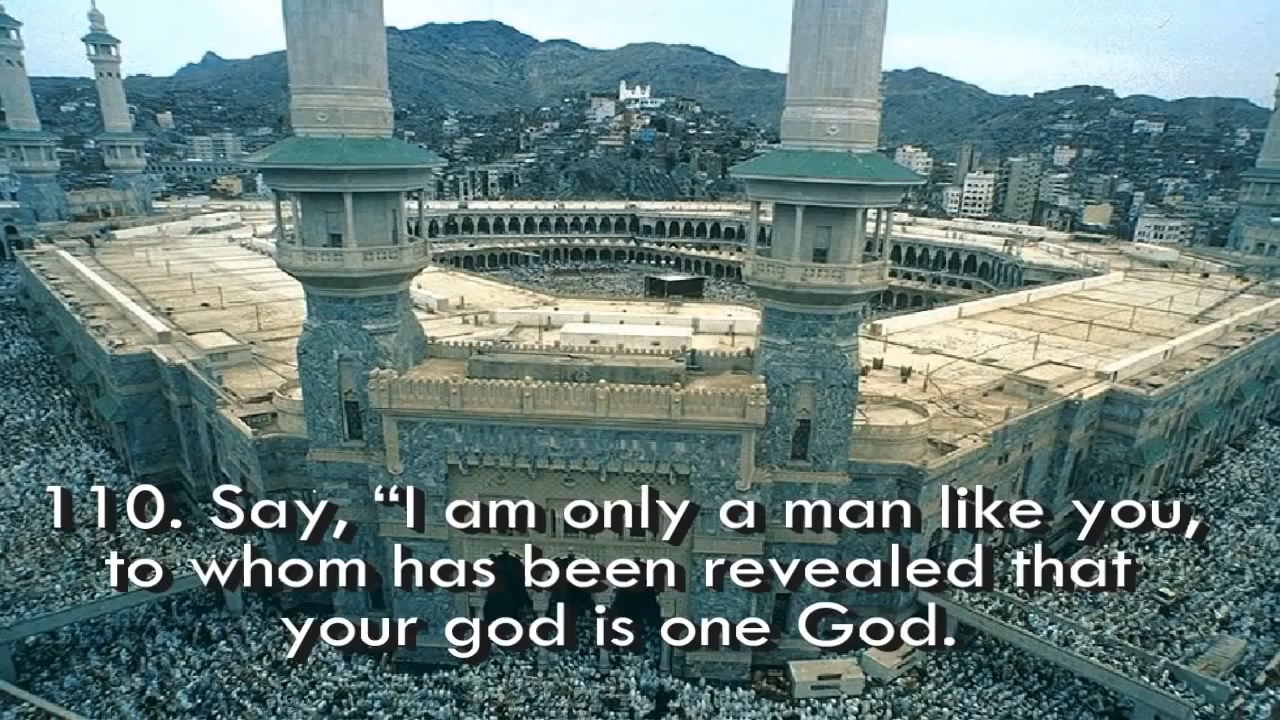 110. Say, “I am only a man like you,
to whom has been revealed that
your god is one God.